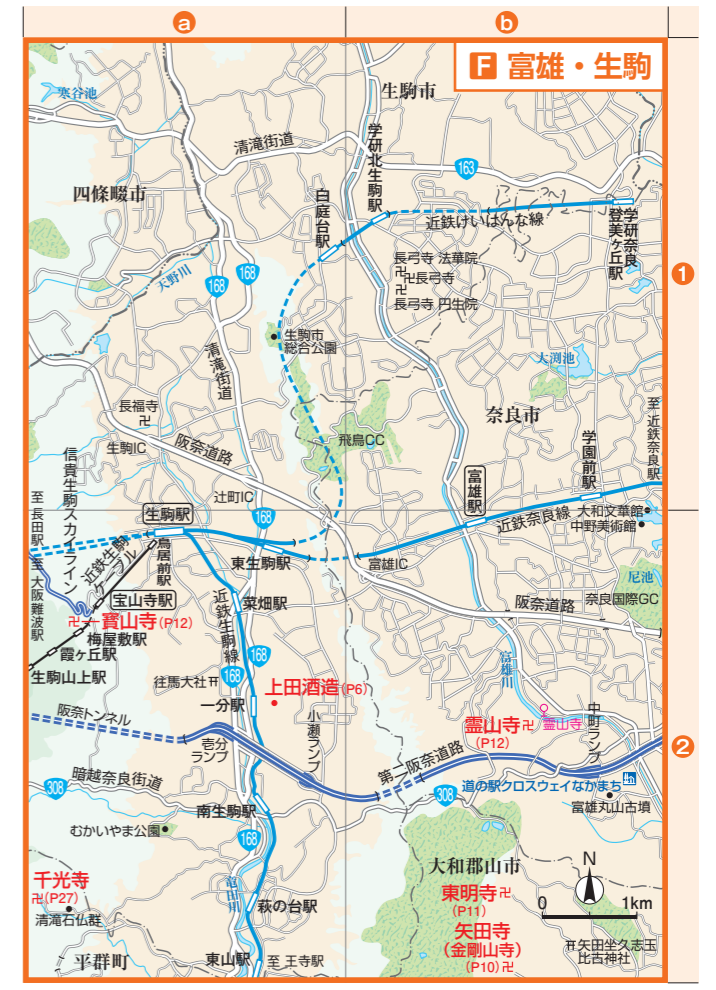 a
b
F 富雄・生駒
1
2
寒谷池
生駒市
清滝街道
学研北生駒駅
163
四條畷市
白庭台駅
近鉄けいはんな線
学研奈良
登美ヶ丘駅
長弓寺 法華院
長弓寺
長弓寺 円生院
天野川
168
168
清滝街道
生駒市
総合公園
大渕池
長福寺
奈良市
至 近鉄奈良駅
生駒IC
阪奈道路
飛鳥CC
学園前駅
信貴生駒スカイライン
辻町IC
富雄駅
至 長田駅
至 大阪難波駅
生駒駅
168
近鉄奈良線
大和文華館
中野美術館
近鉄生駒
ケーブル
鳥居前駅
東生駒駅
富雄IC
宝山寺駅
近鉄生駒線
菜畑駅
尼池
寳山寺(P12)
阪奈道路
奈良国際GC
梅屋敷駅
霞ヶ丘駅
生駒山上駅
168
168
往馬大社
上田酒造(P6)
富雄川
一分駅
阪奈トンネル
壱分
ランプ
小瀬ランプ
霊山寺
(P12)
霊山寺
中町ランプ
第二阪奈道路
暗越奈良街道
308
308
道の駅クロスウェイなかまち
富雄丸山古墳
南生駒駅
むかいやま公園
168
大和郡山市
N
千光寺
(P27)
清滝石仏群
竜田川
萩の台駅
東明寺
(P11)
0 1km
矢田寺
(金剛山寺)
(P10)
矢田坐久志玉
比古神社
平群町
東山駅
至 王寺駅